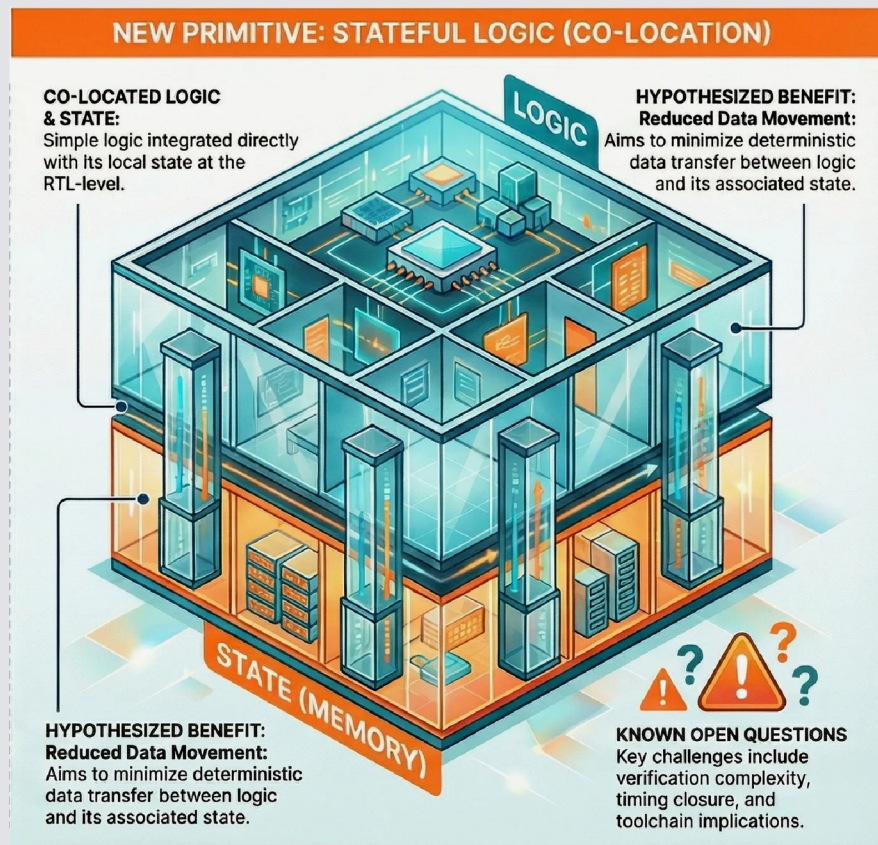 NEW PRIMITIVE: STATEFUL LOGIC (CO-LOCATION)
CO-LOCATED LOGIC
& STATE:
Simple logic integrated directly
with its local state at the
RTL-level.
LOGIC
HYPOTHESIZED BENEFIT:
Reduced Data Movement:
Aims to minimize deterministic
data transfer between logic
and its associated state.
STATE (MEMORY)
HYPOTHESIZED BENEFIT:
Reduced Data Movement:
Aims to minimize deterministic
data transfer between logic
and its associated state.
! ? ! ? ?
KNOWN OPEN QUESTIONS
Key challenges include
verification complexity,
timing closure, and
toolchain implications.